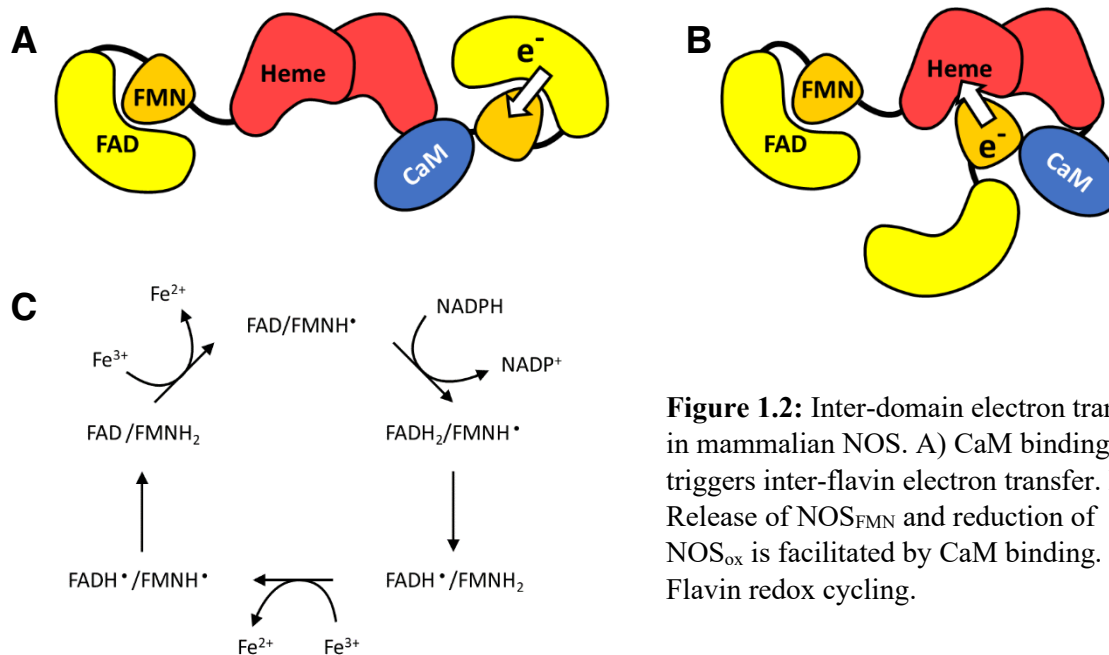 A
B
Heme
e⁻
FMN
FAD
CaM
Heme
FMN
FAD
e⁻
CaM
C
Fe²⁺
FAD/FMNH•
NADPH
Fe³⁺
NADP⁺
FAD/FMNH₂
FADH₂/FMNH•
FADH•/FMNH•
FADH•/FMNH₂
Fe²⁺ Fe³⁺
Figure 1.2: Inter-domain electron tran
in mammalian NOS. A) CaM binding
triggers inter-flavin electron transfer.
Release of NOSFMN and reduction of
NOSox is facilitated by CaM binding.
Flavin redox cycling.